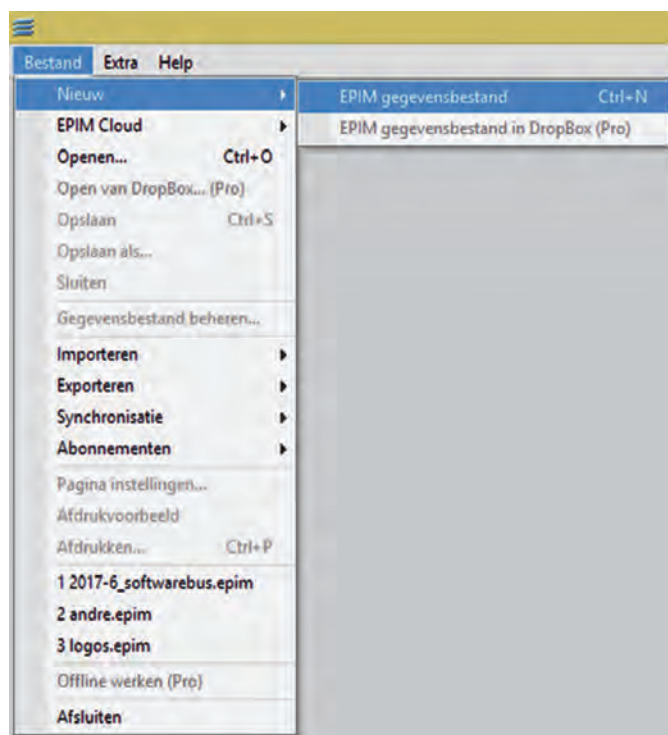 Bestand Extra Help
Nieuw
EPIM gegevensbestand Ctrl+N
EPIM Cloud
EPIM gegevensbestand in DropBox (Pro)
Openen... Ctrl+O
Open van DropBox... (Pro)
Opslaan Ctrl+S
Opslaan als...
Sluiten
Gegevensbestand beheren...
Importeren
Exporteren
Synchronisatie
Abonnementen
Pagina instellingen...
Afdrukvoorbeeld
Afdrukken... Ctrl+P
1 2017-6_softwarebus.epim
2 andre.epim
3 logos.epim
Offline werken (Pro)
Afsluiten